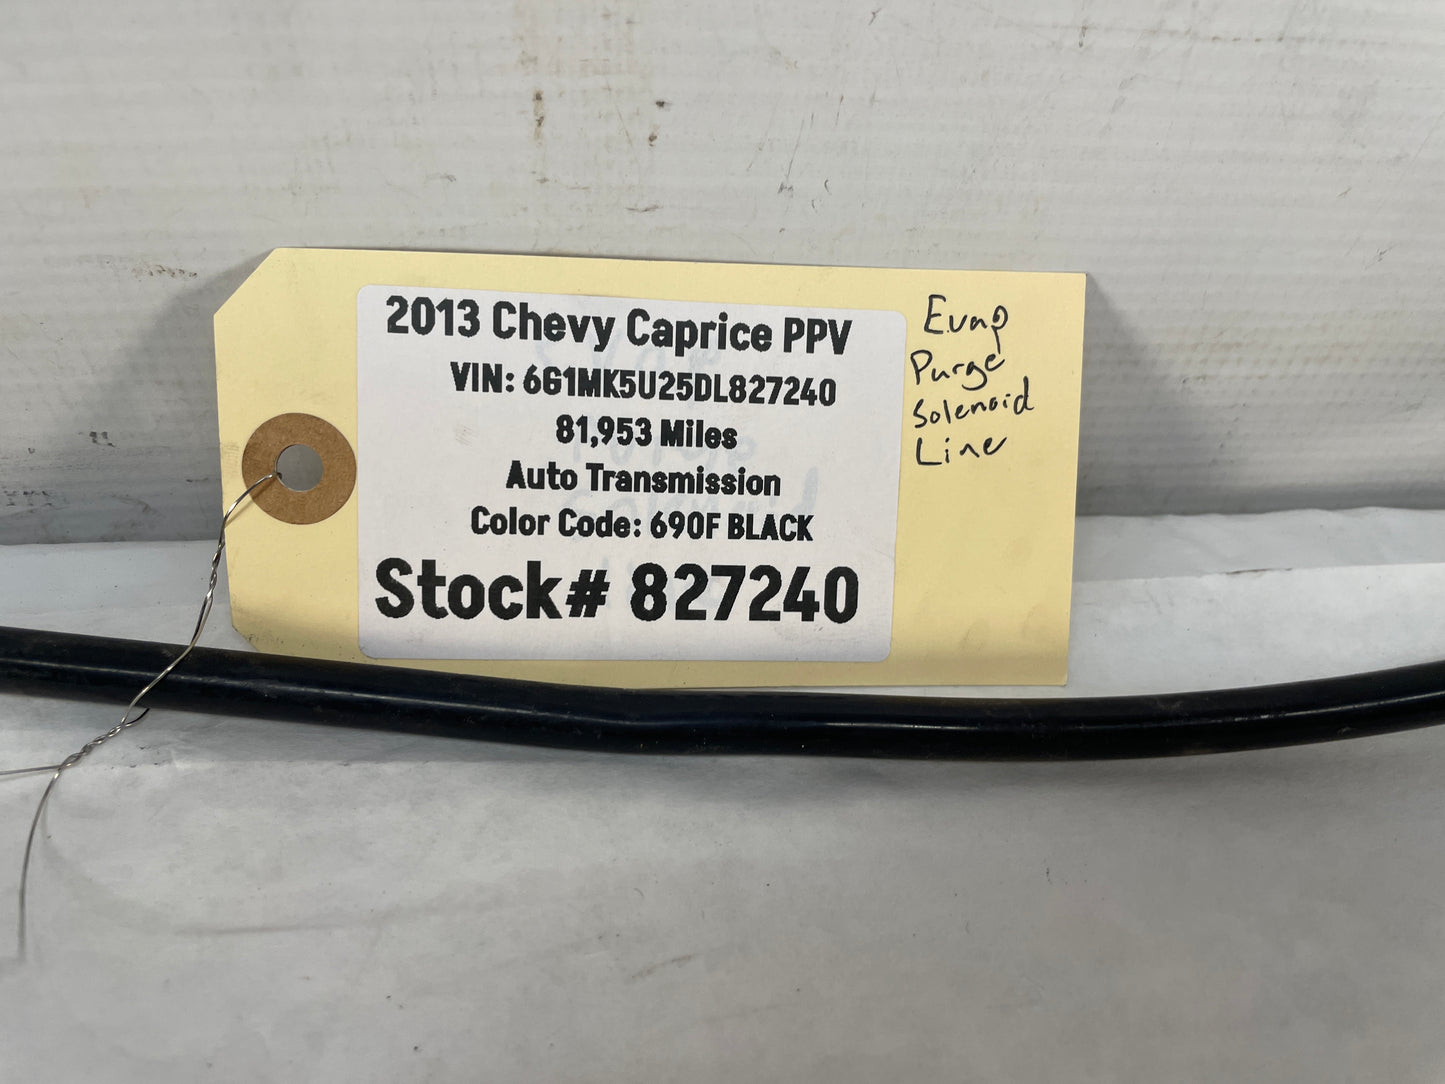 2013 Chevy Caprice PPV
VIN: 6G1MK5U25DL827240
81,953 Miles
Auto Transmission
Color Code: 690F BLACK
Stock# 827240
Evap
Purge
Solenoid
Line